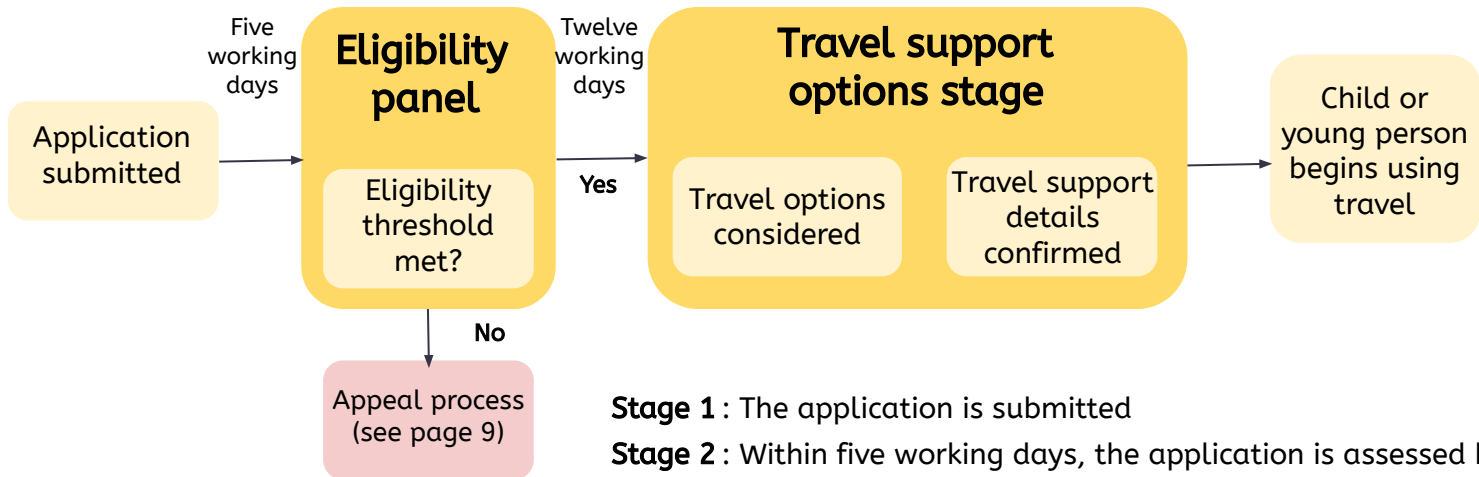 Application
submitted
Five
working
days
Eligibility
panel
Eligibility
threshold
met?
Twelve
working
days
Yes
No
Appeal process
(see page 9)
Travel support
options stage
Travel options
considered
Travel support
details
confirmed
Child or
young person
begins using
travel
Stage 1 : The application is submitted
Stage 2 : Within five working days, the application is assessed